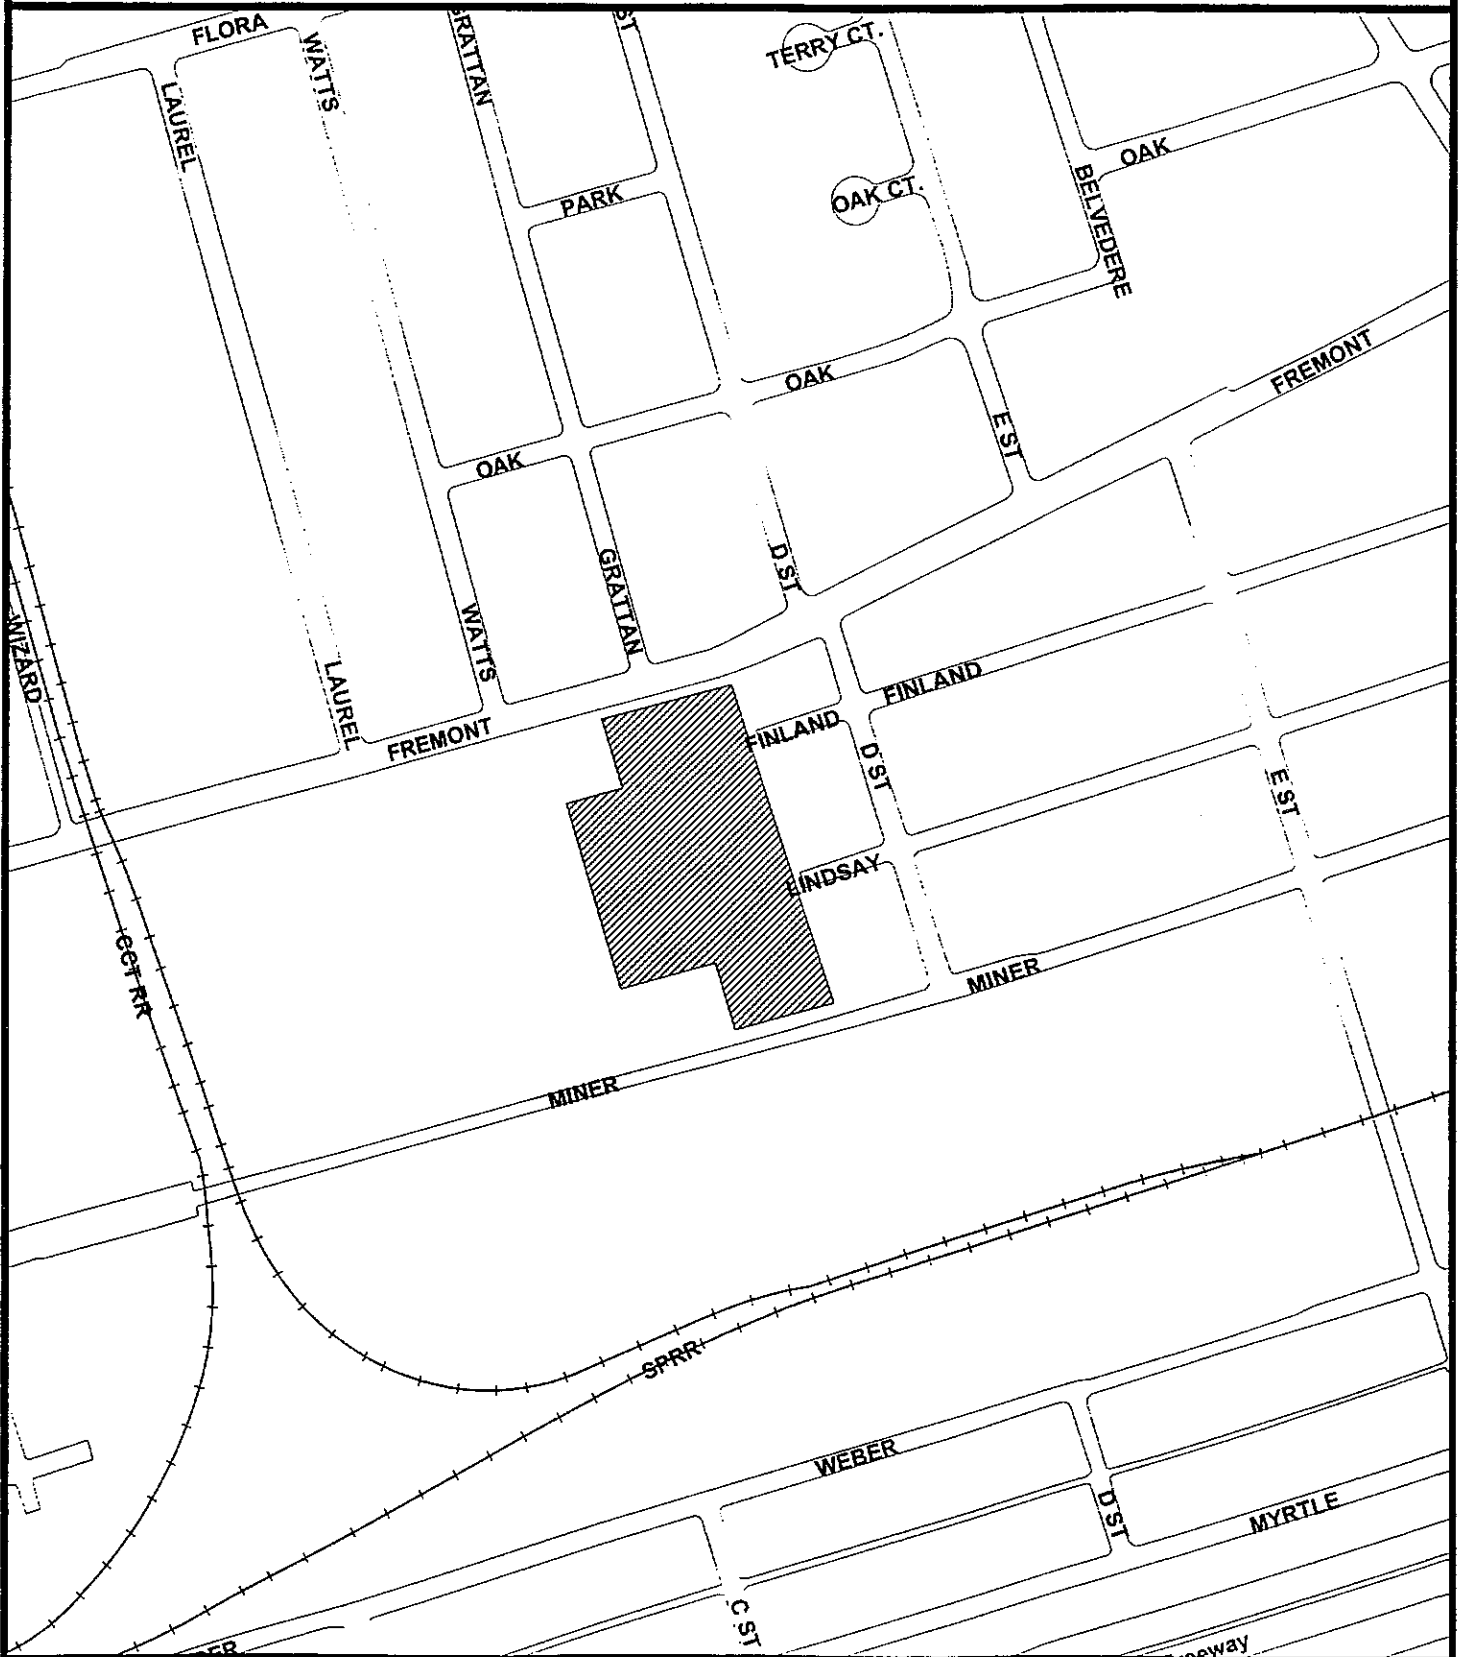 FLORA
WATTS
GRATTAN
ST
TERRY CT.
LAUREL
OAK
PARK
OAK CT.
BELVEDERE
OAK
FREMONT
E ST
OAK
D ST
GRATTAN
WATTS
WIZARD
LAUREL
FINLAND
FINLAND
FREMONT
D ST
E ST
LINDSAY
CCT RR
MINER
MINER
SPRR
WEBER
D ST
MYRTLE
C ST